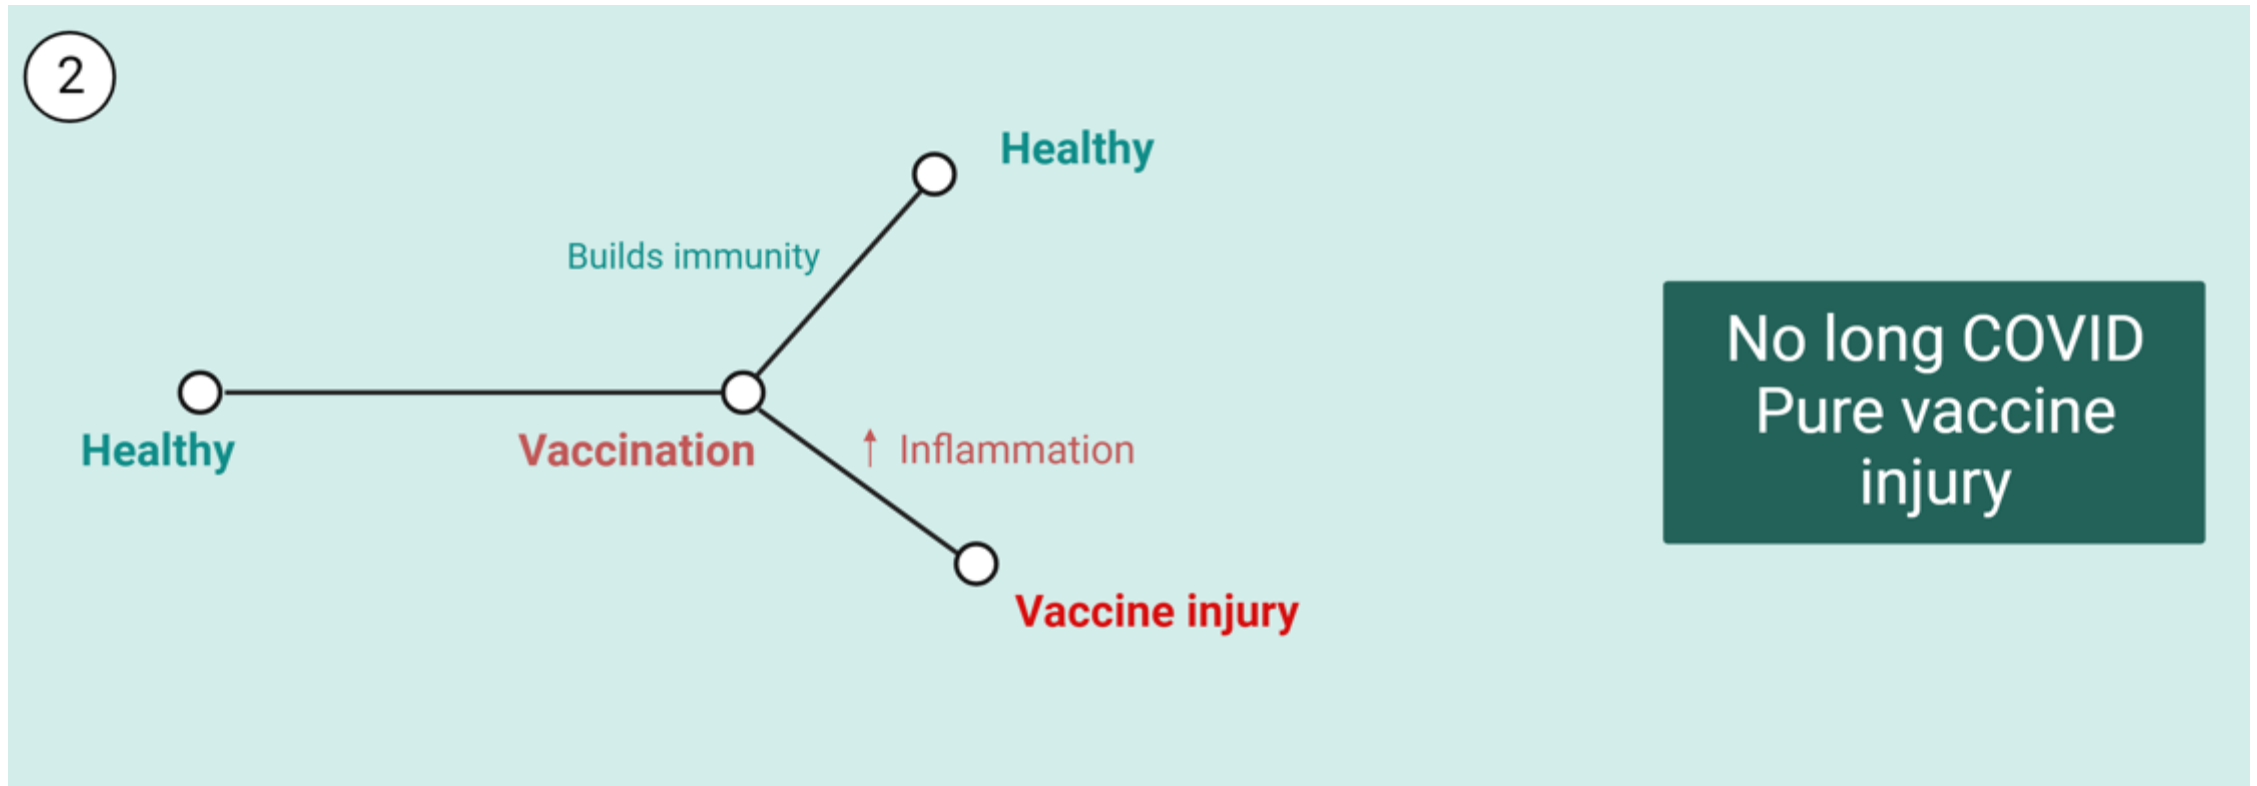 2
Healthy
Builds immunity
Healthy
Vaccination
↑ Inflammation
Vaccine injury
No long COVID
Pure vaccine
injury